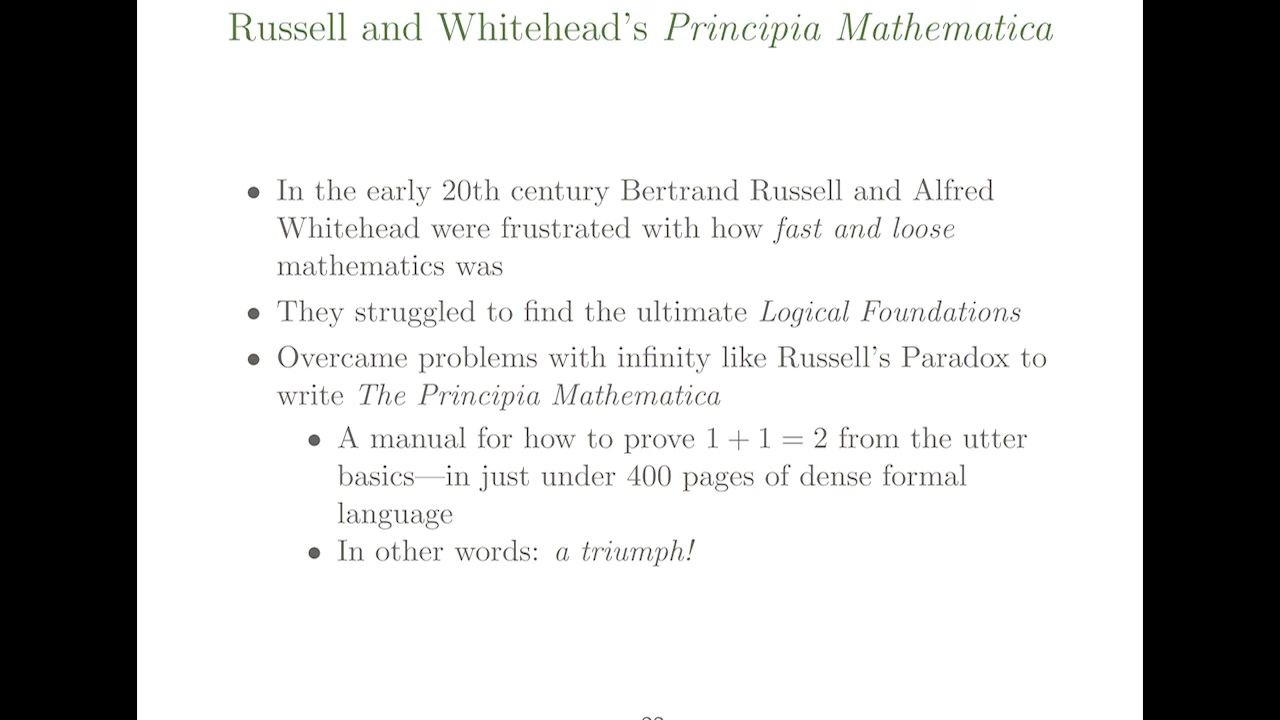 Russell and Whitehead's Principia Mathematica
• In the early 20th century Bertrand Russell and Alfred
Whitehead were frustrated with how fast and loose
mathematics was
• They struggled to find the ultimate Logical Foundations
• Overcame problems with infinity like Russell's Paradox to
write The Principia Mathematica
• A manual for how to prove 1 + 1 = 2 from the utter
basics—in just under 400 pages of dense formal
language
• In other words: a triumph!